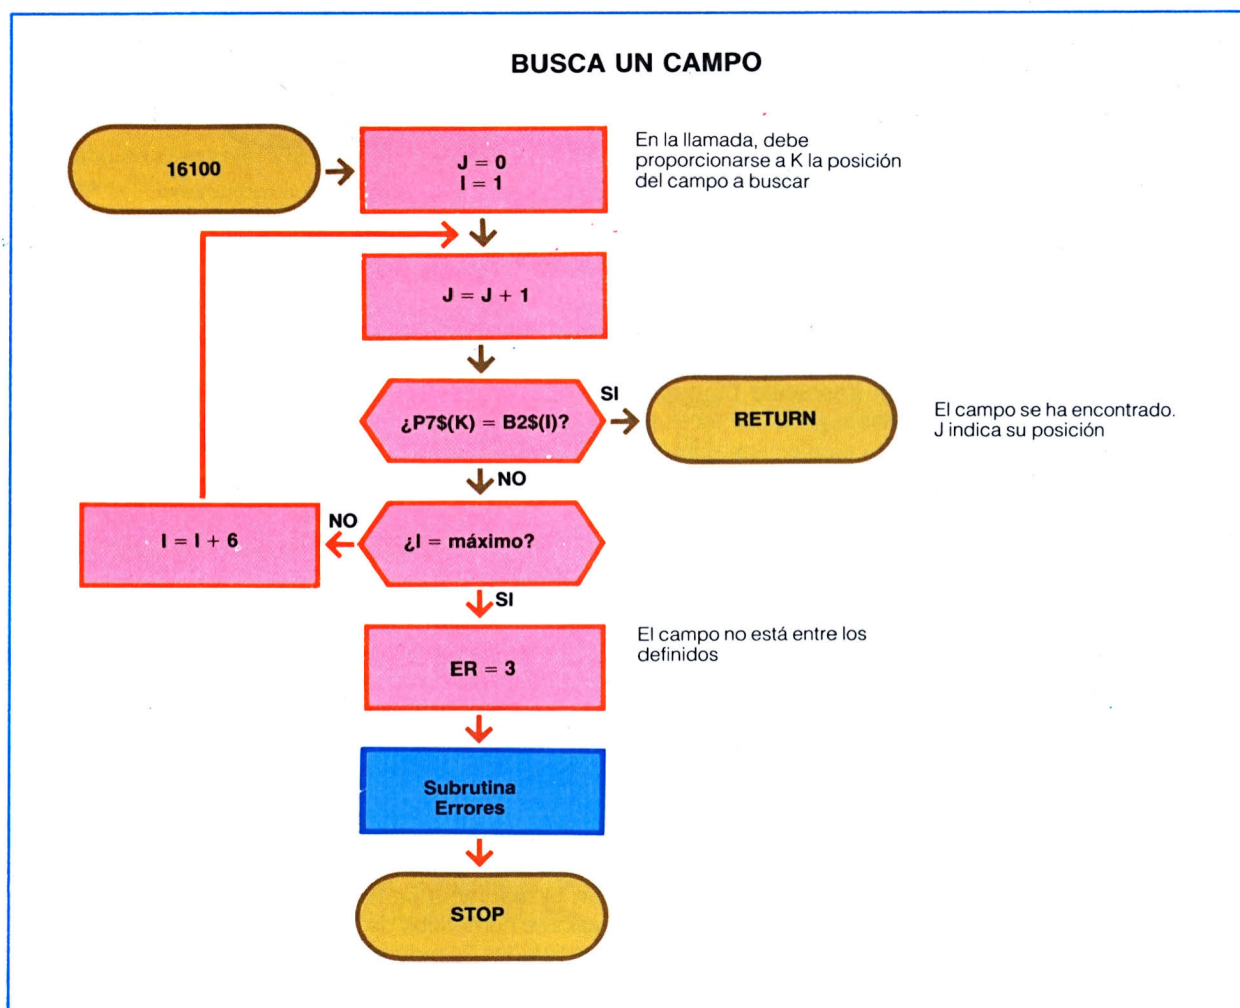 BUSCA UN CAMPO
16100
J = 0
I = 1
En la llamada, debe
proporcionarse a K la posición
del campo a buscar
J = J + 1
¿P7$(K) = B2$(I)?
SI
RETURN
El campo se ha encontrado.
J indica su posición
NO
¿I = máximo?
NO
I = I + 6
SI
ER = 3
El campo no está entre los
definidos
Subrutina
Errores
STOP